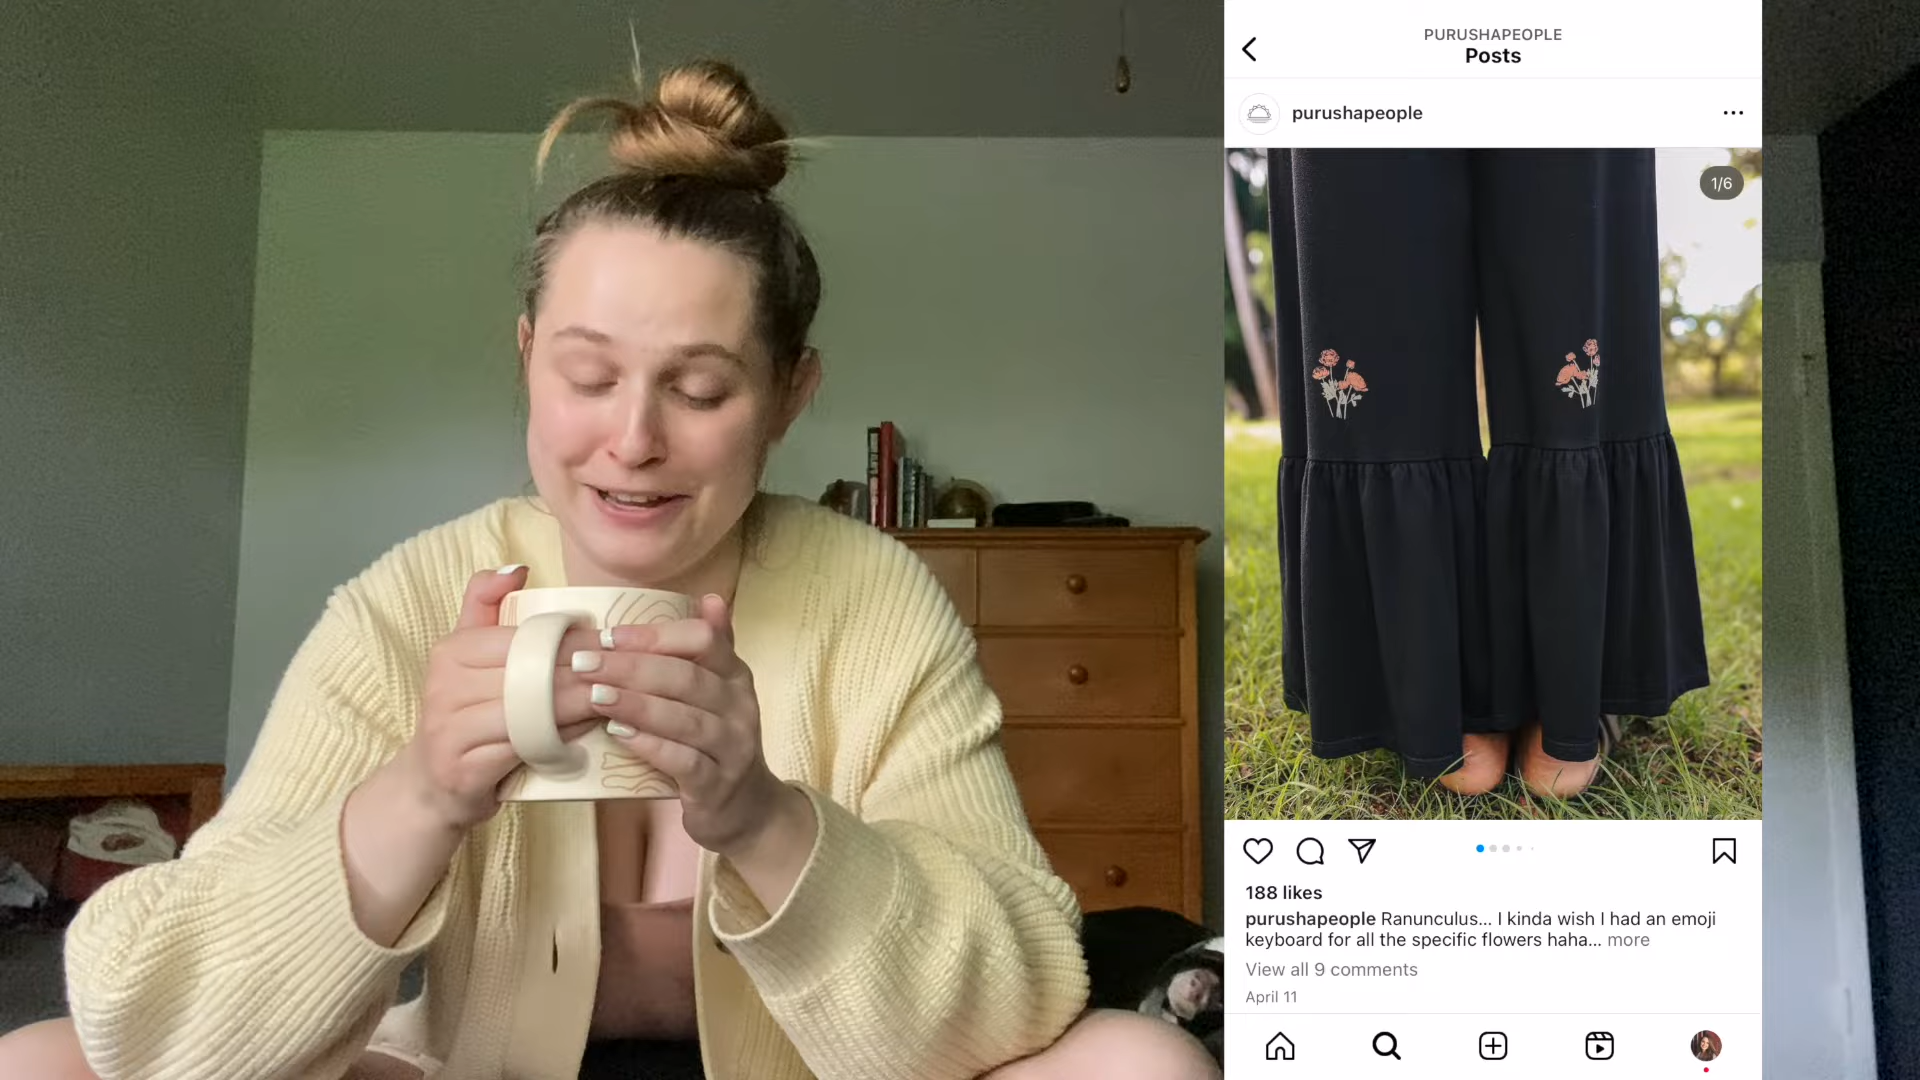 PURUSHAPEOPLE
Posts
purushapeople
1/6
188 likes
purushapeople Ranunculus... I kinda wish I had an emoji
keyboard for all the specific flowers haha... more
View all 9 comments
April 11